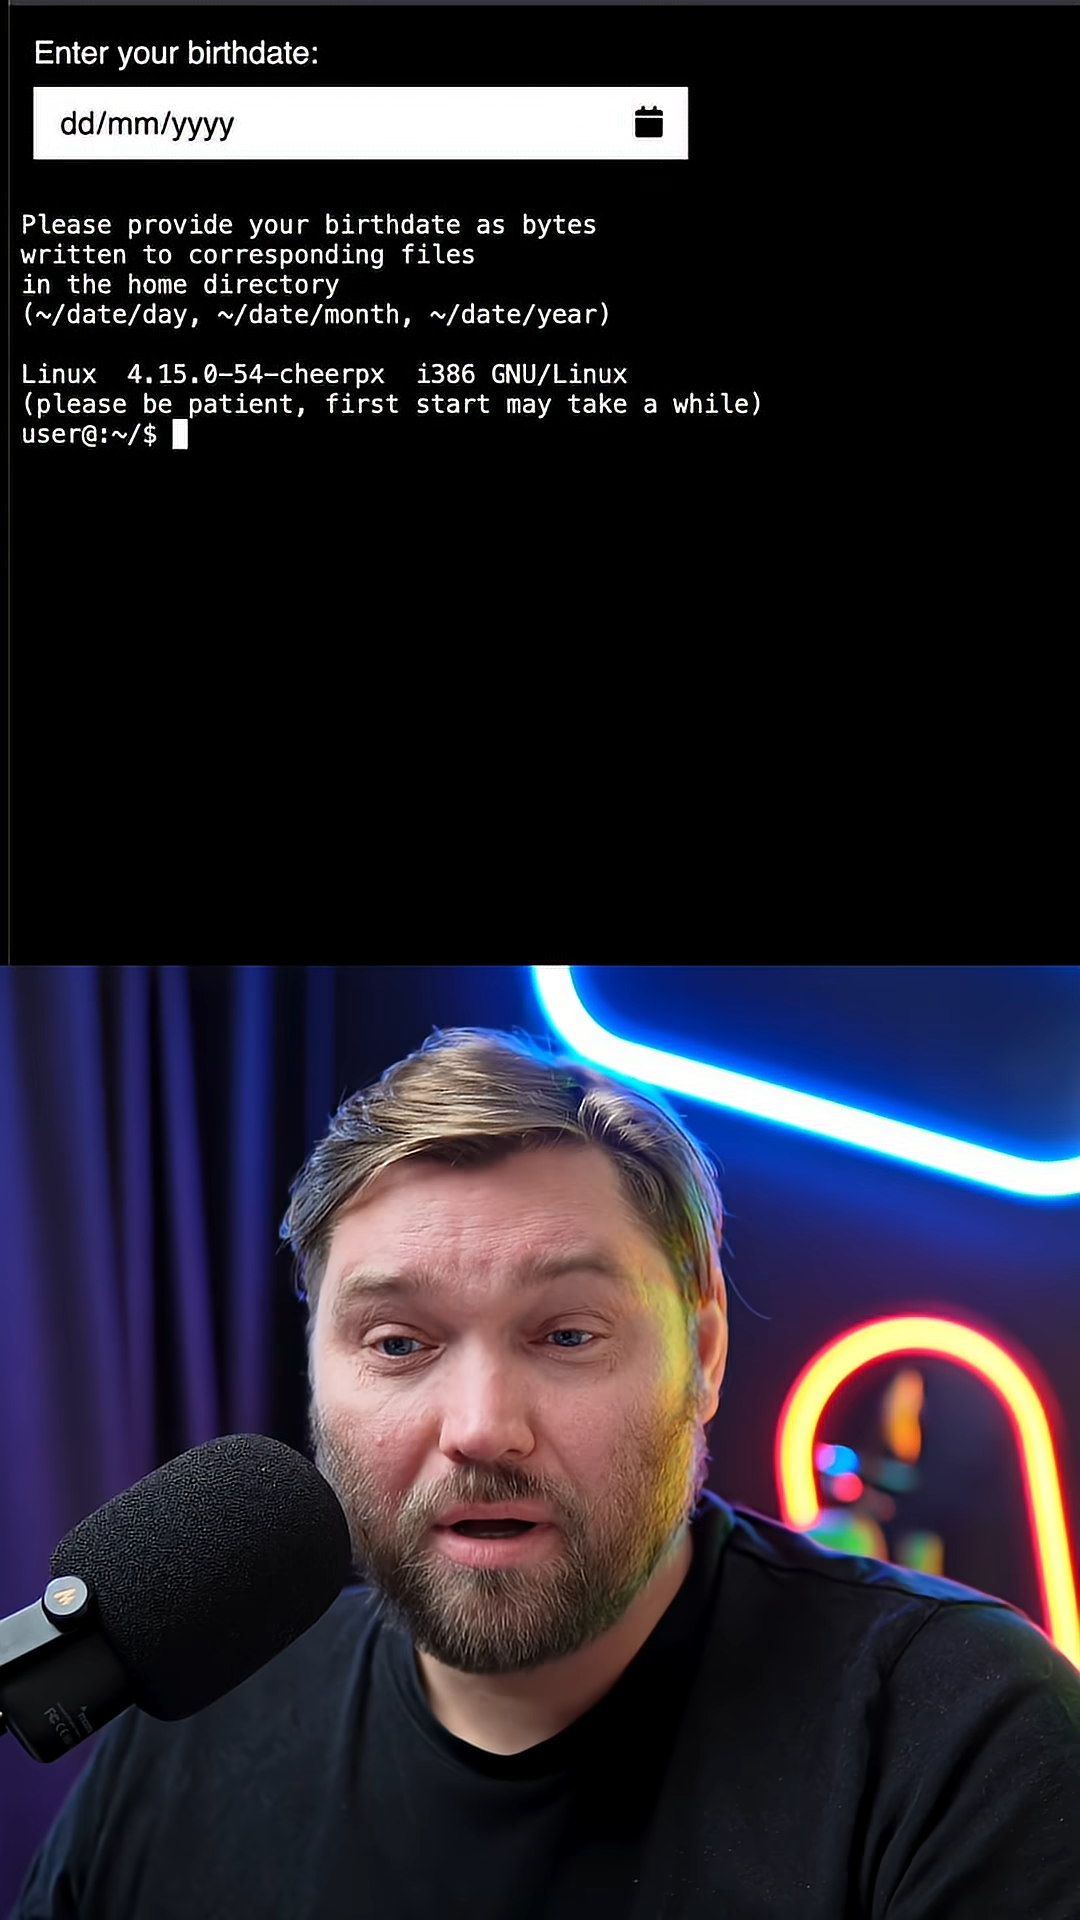 Enter your birthdate:
dd/mm/yyyy
Please provide your birthdate as bytes
written to corresponding files
in the home directory
(~/date/day, ~/date/month, ~/date/year)
Linux  4.15.0-54-cheerpx  i386 GNU/Linux
(please be patient, first start may take a while)
user@:~/$